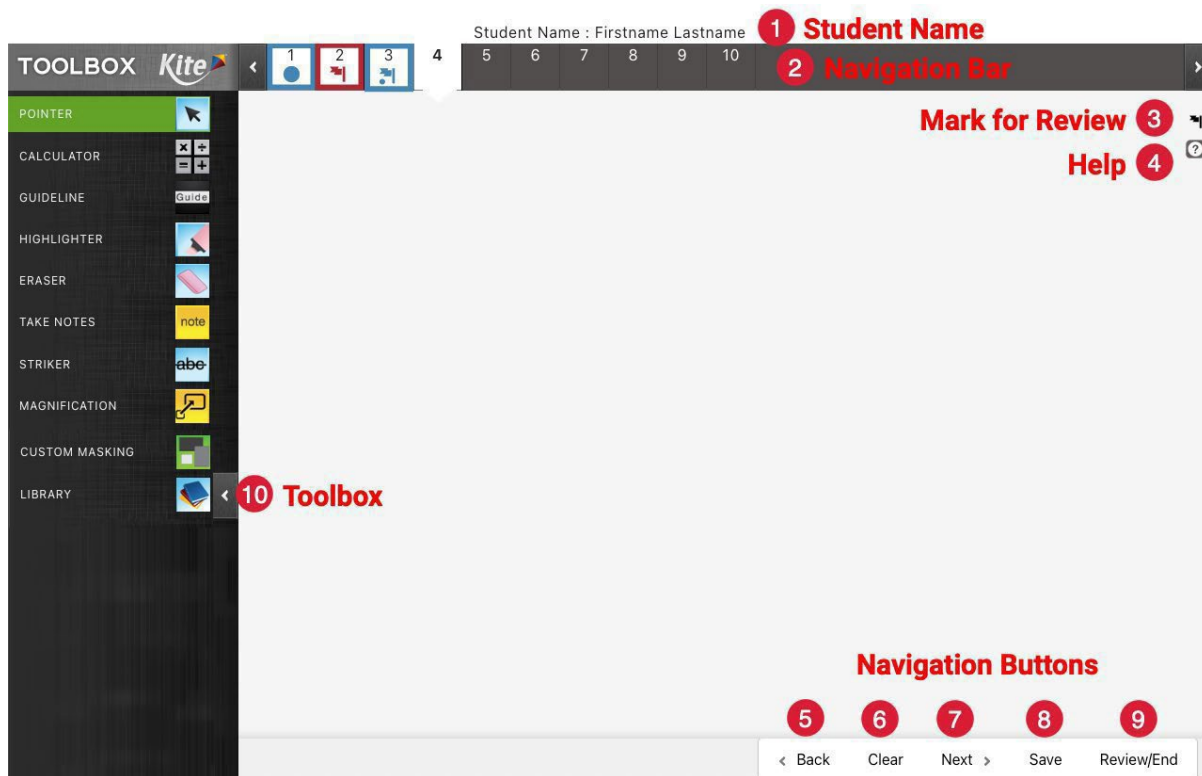 Student Name : Firstname Lastname 1 Student Name
TOOLBOX Kite 1 2 3 4 5 6 7 8 9 10 2 Navigation Bar
POINTER
Mark for Review 3
CALCULATOR × ÷ = +
Help 4 ?
GUIDELINE Guide
HIGHLIGHTER
ERASER
TAKE NOTES note
STRIKER abc
MAGNIFICATION
CUSTOM MASKING
LIBRARY
10 Toolbox
Navigation Buttons
5 6 7 8 9
‹ Back Clear Next › Save Review/End